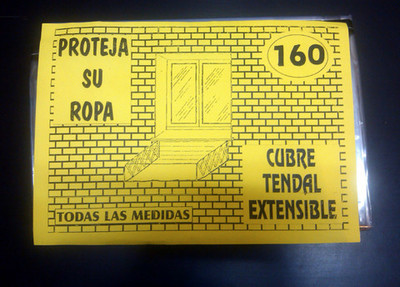 PROTEJA
SU
ROPA
160
CUBRE
TENDAL
EXTENSIBLE
TODAS LAS MEDIDAS